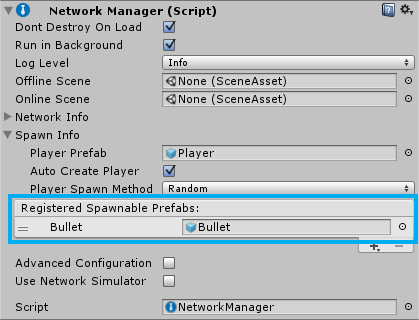 Network Manager (Script)
Dont Destroy On Load
Run in Background
Log Level Info
Offline Scene None (SceneAsset)
Online Scene None (SceneAsset)
Network Info
Spawn Info
Player Prefab Player
Auto Create Player
Player Spawn Method Random
Registered Spawnable Prefabs:
Bullet Bullet
+ −
Advanced Configuration
Use Network Simulator
Script NetworkManager